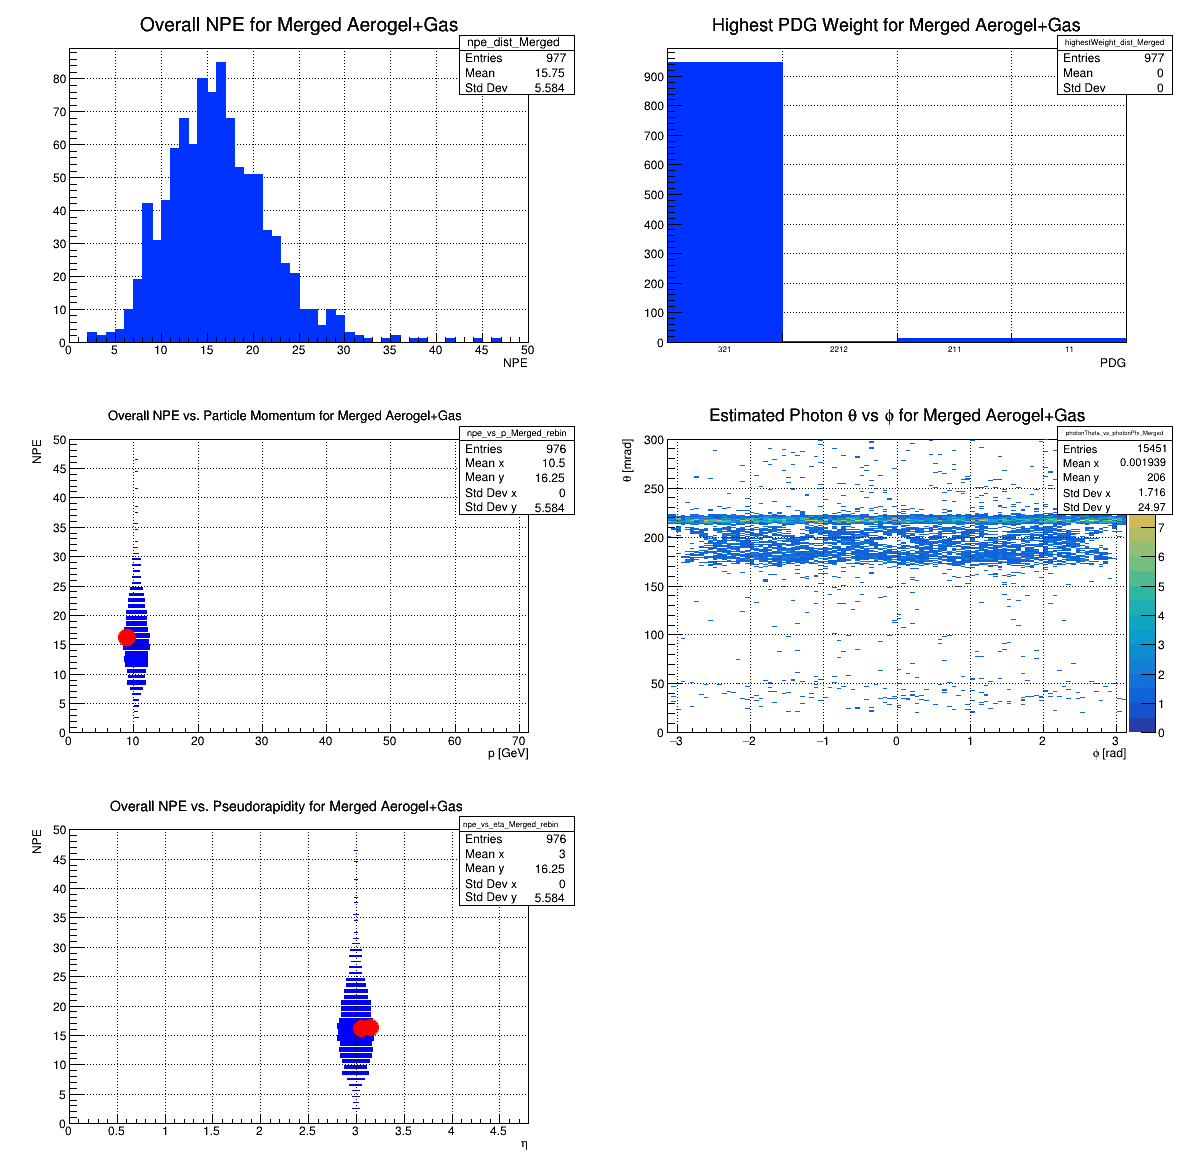 Overall NPE for Merged Aerogel+Gas
npe_dist_Merged
Entries 977
Mean 15.75
Std Dev 5.584
80
70
60
50
40
30
20
10
0
0 5 10 15 20 25 30 35 40 45 50
NPE
Highest PDG Weight for Merged Aerogel+Gas
highestWeight_dist_Merged
Entries 977
Mean 0
Std Dev 0
900
800
700
600
500
400
300
200
100
0
321 2212 211 11
PDG
Overall NPE vs. Particle Momentum for Merged Aerogel+Gas
npe_vs_p_Merged_rebin
Entries 976
Mean x 10.5
Mean y 16.25
Std Dev x 0
Std Dev y 5.584
NPE
50
45
40
35
30
25
20
15
10
5
0
0 10 20 30 40 50 60 70
p [GeV]
Estimated Photon θ vs ϕ for Merged Aerogel+Gas
photonTheta_vs_photonPhi_Merged
Entries 15451
Mean x 0.001939
Mean y 206
Std Dev x 1.716
Std Dev y 24.97
θ [mrad]
300
250
200
150
100
50
0
−3 −2 −1 0 1 2 3
ϕ [rad]
7
6
5
4
3
2
1
0
Overall NPE vs. Pseudorapidity for Merged Aerogel+Gas
npe_vs_eta_Merged_rebin
Entries 976
Mean x 3
Mean y 16.25
Std Dev x 0
Std Dev y 5.584
NPE
50
45
40
35
30
25
20
15
10
5
0
0 0.5 1 1.5 2 2.5 3 3.5 4 4.5
η